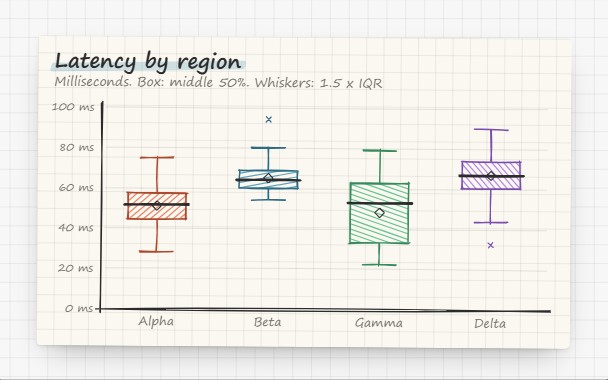 Latency by region
Milliseconds. Box: middle 50%. Whiskers: 1.5 x IQR
100 ms
80 ms
60 ms
40 ms
20 ms
0 ms
Alpha Beta Gamma Delta